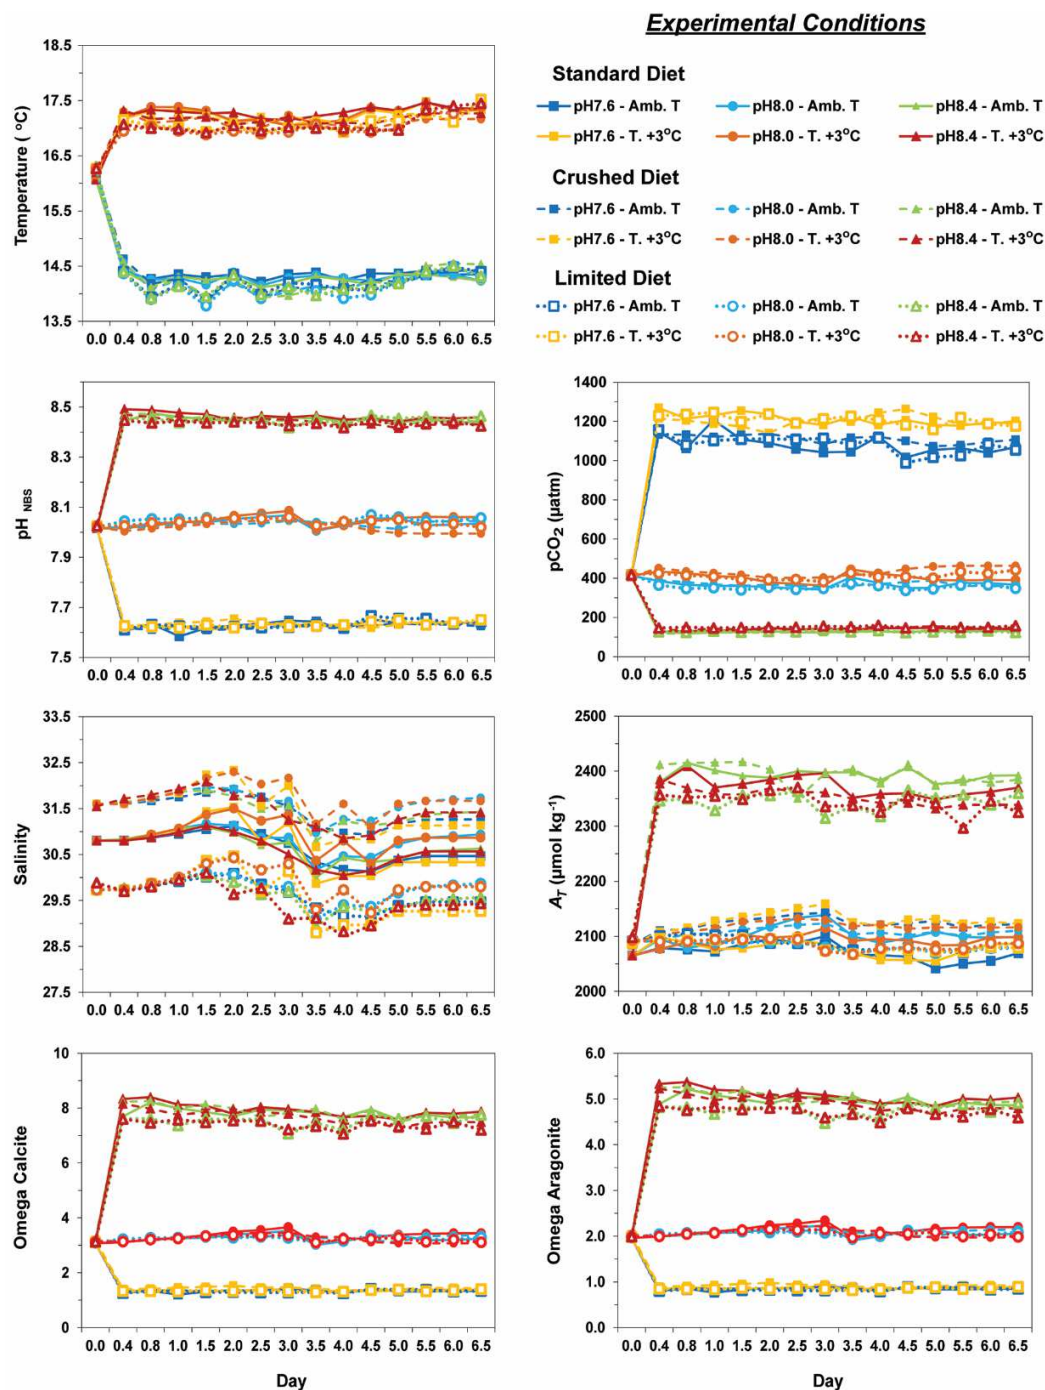 Experimental Conditions
Standard Diet
pH7.6 - Amb. T pH8.0 - Amb. T pH8.4 - Amb. T
pH7.6 - T. +3°C pH8.0 - T. +3°C pH8.4 - T. +3°C
Crushed Diet
pH7.6 - Amb. T pH8.0 - Amb. T pH8.4 - Amb. T
pH7.6 - T. +3°C pH8.0 - T. +3°C pH8.4 - T. +3°C
Limited Diet
pH7.6 - Amb. T pH8.0 - Amb. T pH8.4 - Amb. T
pH7.6 - T. +3°C pH8.0 - T. +3°C pH8.4 - T. +3°C
Temperature ( °C)
18.5
17.5
16.5
15.5
14.5
13.5
0.0 0.4 0.8 1.0 1.5 2.0 2.5 3.0 3.5 4.0 4.5 5.0 5.5 6.0 6.5
pH NBS
8.5
8.3
8.1
7.9
7.7
7.5
0.0 0.4 0.8 1.0 1.5 2.0 2.5 3.0 3.5 4.0 4.5 5.0 5.5 6.0 6.5
pCO2 (µatm)
1400
1200
1000
800
600
400
200
0
0.0 0.4 0.8 1.0 1.5 2.0 2.5 3.0 3.5 4.0 4.5 5.0 5.5 6.0 6.5
Salinity
33.5
32.5
31.5
30.5
29.5
28.5
27.5
0.0 0.4 0.8 1.0 1.5 2.0 2.5 3.0 3.5 4.0 4.5 5.0 5.5 6.0 6.5
AT (µmol kg-1)
2500
2400
2300
2200
2100
2000
0.0 0.4 0.8 1.0 1.5 2.0 2.5 3.0 3.5 4.0 4.5 5.0 5.5 6.0 6.5
Omega Calcite
10
8
6
4
2
0
0.0 0.4 0.8 1.0 1.5 2.0 2.5 3.0 3.5 4.0 4.5 5.0 5.5 6.0 6.5
Day
Omega Aragonite
6.0
5.0
4.0
3.0
2.0
1.0
0.0
0.0 0.4 0.8 1.0 1.5 2.0 2.5 3.0 3.5 4.0 4.5 5.0 5.5 6.0 6.5
Day